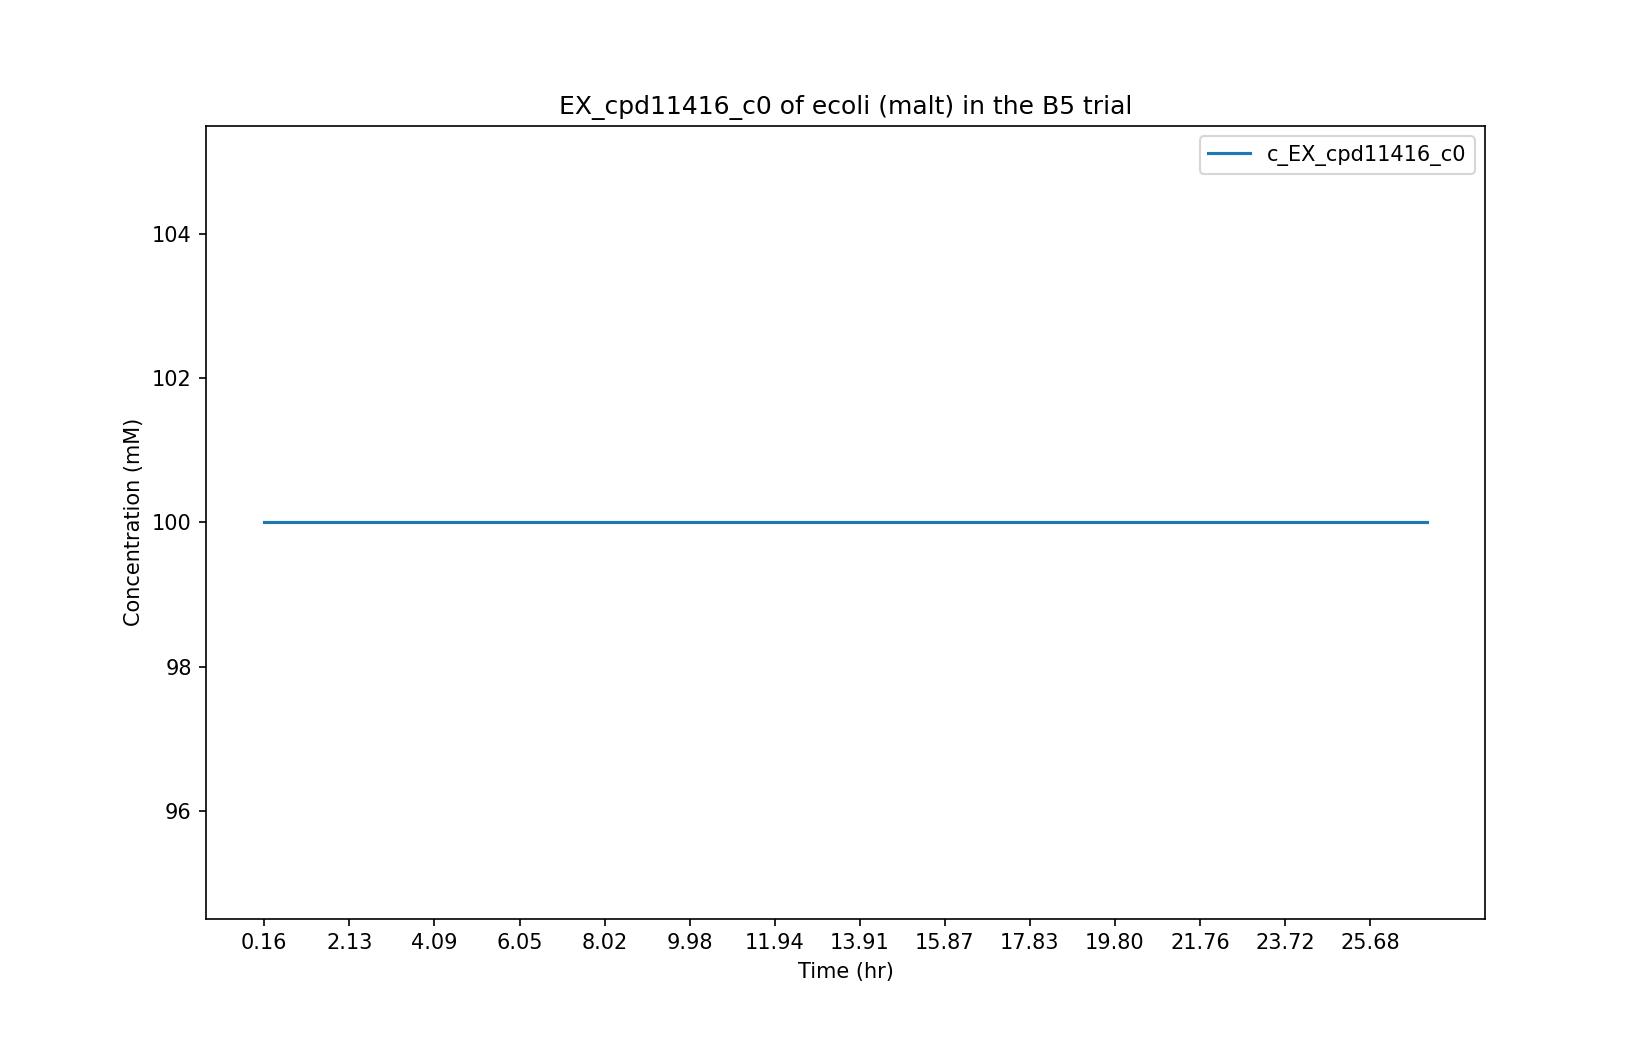 EX_cpd11416_c0 of ecoli (malt) in the B5 trial
c_EX_cpd11416_c0
Concentration (mM)
104
102
100
98
96
0.16 2.13 4.09 6.05 8.02 9.98 11.94 13.91 15.87 17.83 19.80 21.76 23.72 25.68
Time (hr)